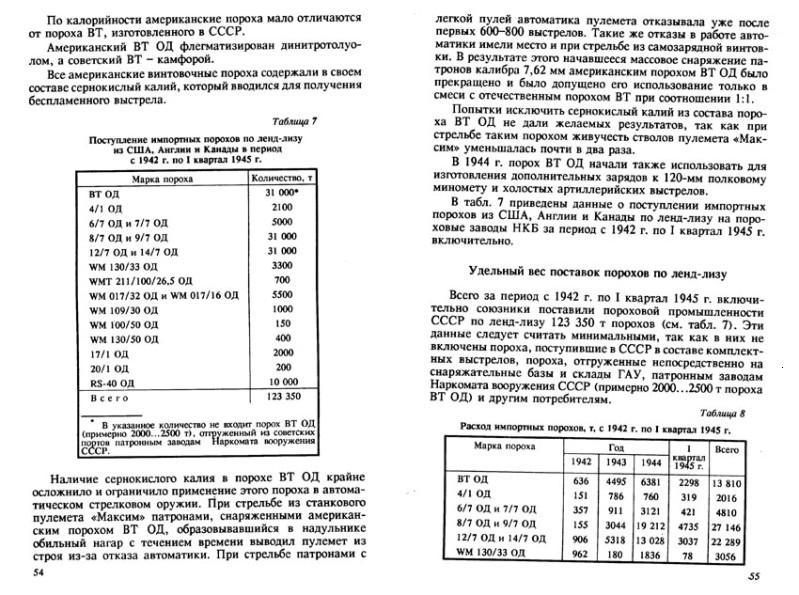 По калорийности американские пороха мало отличаются
от пороха ВТ, изготовленного в СССР.
Американский ВТ ОД флегматизирован динитротолуо-
лом, а советский ВТ – камфорой.
Все американские винтовочные пороха содержали в своем
составе сернокислый калий, который вводился для получения
беспламенного выстрела.
Таблица 7
Поступление импортных порохов по ленд-лизу
из США, Англии и Канады в период
с 1942 г. по I квартал 1945 г.
Марка пороха Количество, т
ВТ ОД 31 000*
4/1 ОД 2100
6/7 ОД и 7/7 ОД 5000
8/7 ОД и 9/7 ОД 31 000
12/7 ОД и 14/7 ОД 31 000
WM 130/33 ОД 3300
WMT 211/100/26,5 ОД 700
WM 017/32 ОД и WM 017/16 ОД 5500
WM 109/30 ОД 1000
WM 100/50 ОД 150
WM 130/50 ОД 400
17/1 ОД 2000
20/1 ОД 200
RS-40 ОД 10 000
Всего 123 350
* В указанное количество не входит порох ВТ ОД
(примерно 2000...2500 т), отгруженный из советских
портов патронным заводам Наркомата вооружения
СССР.
Наличие сернокислого калия в порохе ВТ ОД крайне
осложнило и ограничило применение этого пороха в автома-
тическом стрелковом оружии. При стрельбе из станкового
пулемета «Максим» патронами, снаряженными американ-
ским порохом ВТ ОД, образовывавшийся в надульнике
обильный нагар с течением времени выводил пулемет из
строя из-за отказа автоматики. При стрельбе патронами с
54
легкой пулей автоматика пулемета отказывала уже после
первых 600–800 выстрелов. Такие же отказы в работе авто-
матики имели место и при стрельбе из самозарядной винтов-
ки. В результате этого начавшееся массовое снаряжение па-
тронов калибра 7,62 мм американским порохом ВТ ОД было
прекращено и было допущено его использование только в
смеси с отечественным порохом ВТ при соотношении 1:1.
Попытки исключить сернокислый калий из состава поро-
ха ВТ ОД не дали желаемых результатов, так как при
стрельбе таким порохом живучесть стволов пулемета «Мак-
сим» уменьшалась почти в два раза.
В 1944 г. порох ВТ ОД начали также использовать для
изготовления дополнительных зарядов к 120-мм полковому
миномету и холостых артиллерийских выстрелов.
В табл. 7 приведены данные о поступлении импортных
порохов из США, Англии и Канады по ленд-лизу на поро-
ховые заводы НКБ за период с 1942 г. по I квартал 1945 г.
включительно.
Удельный вес поставок порохов по ленд-лизу
Всего за период с 1942 г. по I квартал 1945 г. включи-
тельно союзники поставили пороховой промышленности
СССР по ленд-лизу 123 350 т порохов (см. табл. 7). Эти
данные следует считать минимальными, так как в них не
включены пороха, поступившие в СССР в составе комплект-
ных выстрелов, пороха, отгруженные непосредственно на
снаряжательные базы и склады ГАУ, патронным заводам
Наркомата вооружения СССР (примерно 2000...2500 т пороха
ВТ ОД) и другим потребителям.
Таблица 8
Расход импортных порохов, т, с 1942 г. по I квартал 1945 г.
Марка пороха Год I квартал 1945 г. Всего
1942 1943 1944
ВТ ОД 636 4495 6381 2298 13 810
4/1 ОД 151 786 760 319 2016
6/7 ОД и 7/7 ОД 357 911 3121 421 4810
8/7 ОД и 9/7 ОД 155 3044 19 212 4735 27 146
12/7 ОД и 14/7 ОД 906 5318 13 028 3037 22 289
WM 130/33 ОД 962 180 1836 78 3056
55